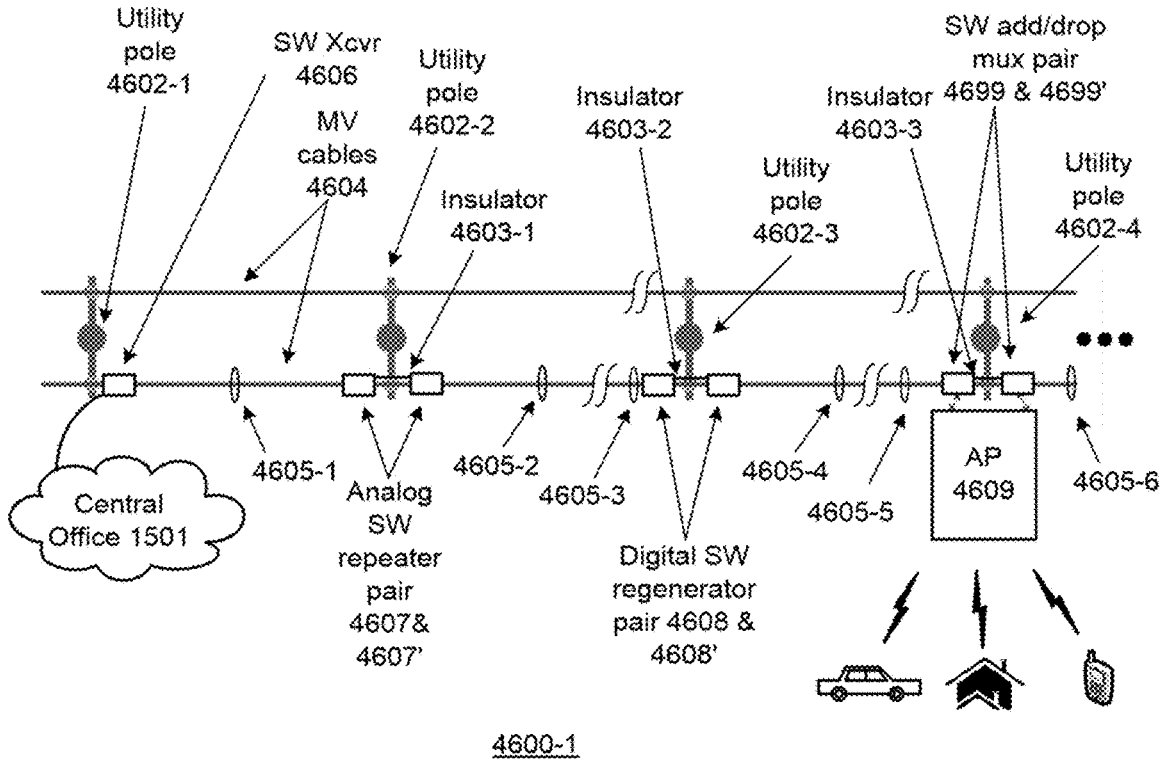 Utility
pole
4602-1
SW Xcvr
4606
MV
cables
4604
Utility
pole
4602-2
Insulator
4603-1
Insulator
4603-2
Utility
pole
4602-3
Insulator
4603-3
SW add/drop
mux pair
4699 & 4699'
Utility
pole
4602-4
Central
Office 1501
4605-1
Analog
SW
repeater
pair
4607&
4607'
4605-2
4605-3
Digital SW
regenerator
pair 4608 &
4608'
4605-4
4605-5
AP
4609
4605-6
4600-1